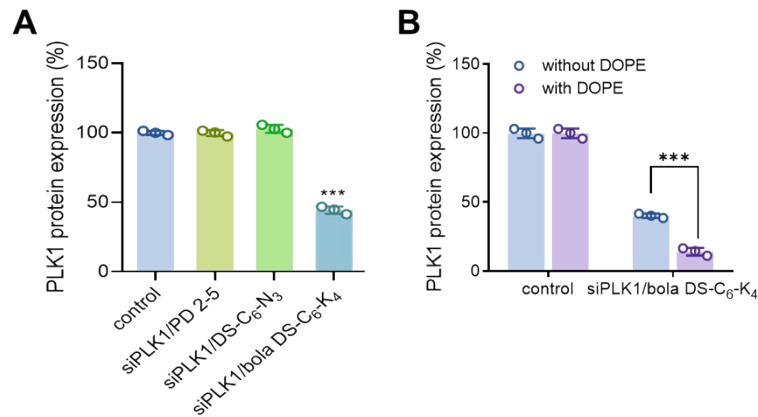 A
PLK1 protein expression (%)
150
100
50
0
***
control
siPLK1/PD 2-5
siPLK1/DS-C₆-N₃
siPLK1/bola DS-C₆-K₄
B
PLK1 protein expression (%)
150
100
50
0
without DOPE
with DOPE
***
control
siPLK1/bola DS-C₆-K₄